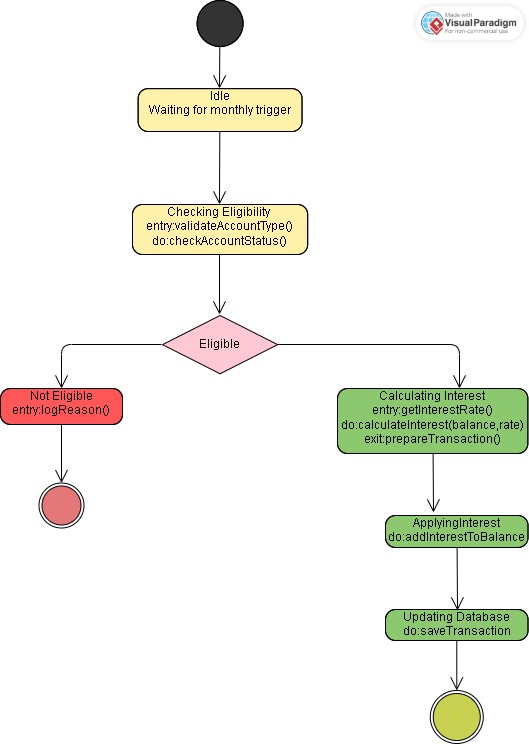 Made with
Visual Paradigm
For non-commercial use
Idle
Waiting for monthly trigger
Checking Eligibility
entry:validateAccountType()
do:checkAccountStatus()
Eligible
Not Eligible
entry:logReason()
Calculating Interest
entry:getInterestRate()
do:calculateInterest(balance,rate)
exit:prepareTransaction()
ApplyingInterest
do:addInterestToBalance
Updating Database
do:saveTransaction